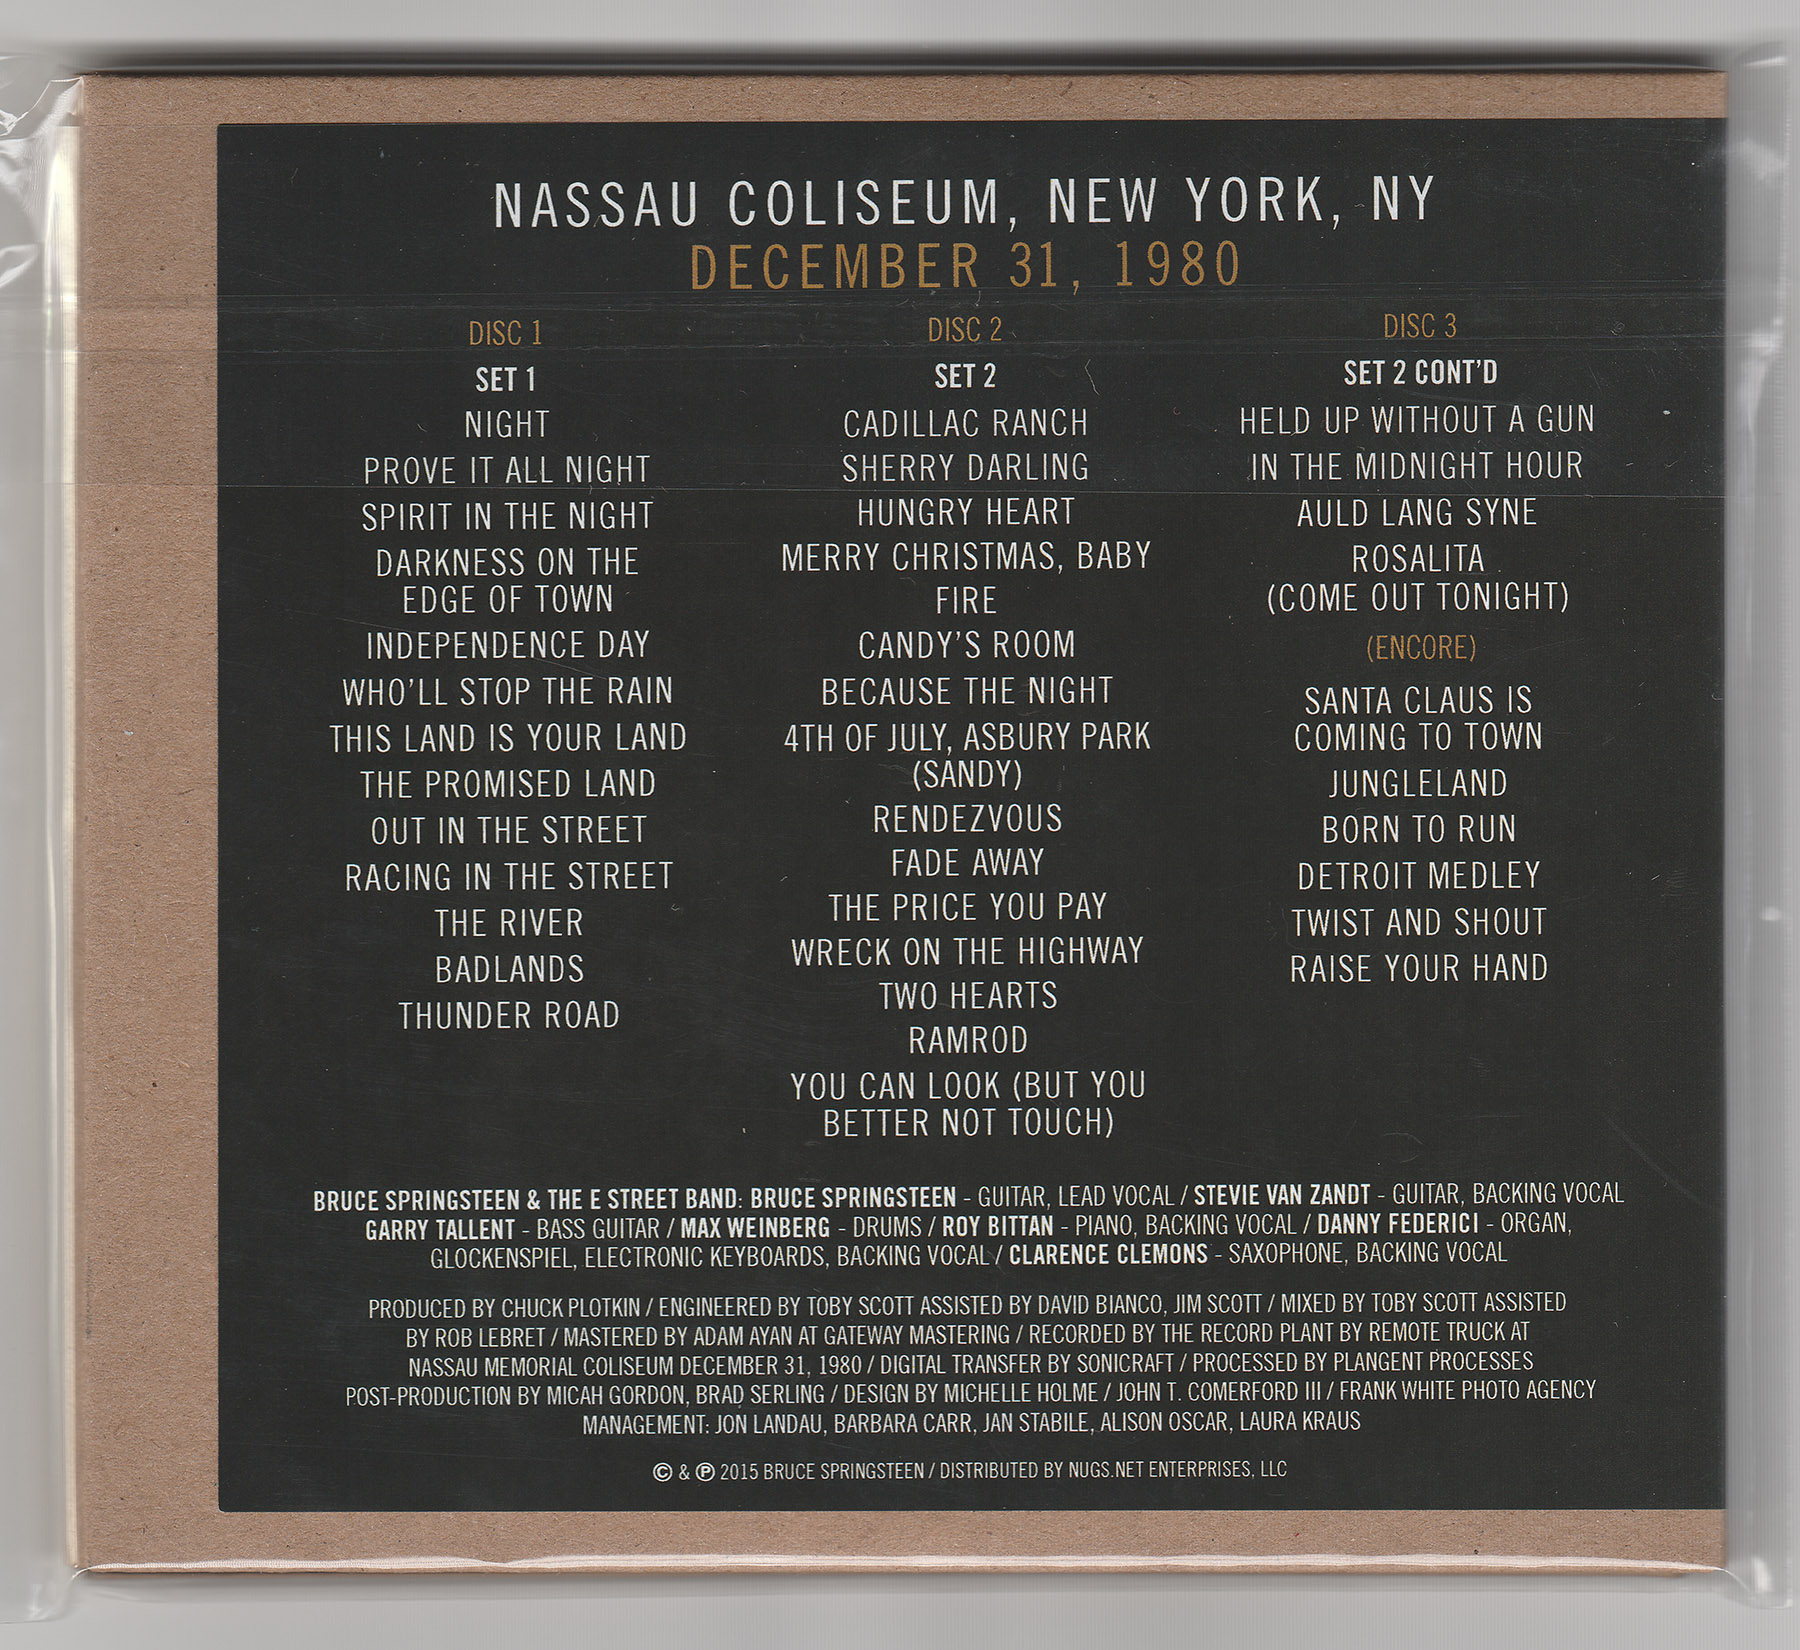 NASSAU COLISEUM, NEW YORK, NY
DECEMBER 31, 1980
DISC 1
SET 1
NIGHT
PROVE IT ALL NIGHT
SPIRIT IN THE NIGHT
DARKNESS ON THE
EDGE OF TOWN
INDEPENDENCE DAY
WHO'LL STOP THE RAIN
THIS LAND IS YOUR LAND
THE PROMISED LAND
OUT IN THE STREET
RACING IN THE STREET
THE RIVER
BADLANDS
THUNDER ROAD
DISC 2
SET 2
CADILLAC RANCH
SHERRY DARLING
HUNGRY HEART
MERRY CHRISTMAS, BABY
FIRE
CANDY'S ROOM
BECAUSE THE NIGHT
4TH OF JULY, ASBURY PARK
(SANDY)
RENDEZVOUS
FADE AWAY
THE PRICE YOU PAY
WRECK ON THE HIGHWAY
TWO HEARTS
RAMROD
YOU CAN LOOK (BUT YOU
BETTER NOT TOUCH)
DISC 3
SET 2 CONT'D
HELD UP WITHOUT A GUN
IN THE MIDNIGHT HOUR
AULD LANG SYNE
ROSALITA
(COME OUT TONIGHT)
(ENCORE)
SANTA CLAUS IS
COMING TO TOWN
JUNGLELAND
BORN TO RUN
DETROIT MEDLEY
TWIST AND SHOUT
RAISE YOUR HAND
BRUCE SPRINGSTEEN & THE E STREET BAND: BRUCE SPRINGSTEEN - GUITAR, LEAD VOCAL / STEVIE VAN ZANDT - GUITAR, BACKING VOCAL
GARRY TALLENT - BASS GUITAR / MAX WEINBERG - DRUMS / ROY BITTAN - PIANO, BACKING VOCAL / DANNY FEDERICI - ORGAN,
GLOCKENSPIEL, ELECTRONIC KEYBOARDS, BACKING VOCAL / CLARENCE CLEMONS - SAXOPHONE, BACKING VOCAL
PRODUCED BY CHUCK PLOTKIN / ENGINEERED BY TOBY SCOTT ASSISTED BY DAVID BIANCO, JIM SCOTT / MIXED BY TOBY SCOTT ASSISTED
BY ROB LEBRET / MASTERED BY ADAM AYAN AT GATEWAY MASTERING / RECORDED BY THE RECORD PLANT BY REMOTE TRUCK AT
NASSAU MEMORIAL COLISEUM DECEMBER 31, 1980 / DIGITAL TRANSFER BY SONICRAFT / PROCESSED BY PLANGENT PROCESSES
POST-PRODUCTION BY MICAH GORDON, BRAD SERLING / DESIGN BY MICHELLE HOLME / JOHN T. COMERFORD III / FRANK WHITE PHOTO AGENCY
MANAGEMENT: JON LANDAU, BARBARA CARR, JAN STABILE, ALISON OSCAR, LAURA KRAUS
© & ℗ 2015 BRUCE SPRINGSTEEN / DISTRIBUTED BY NUGS.NET ENTERPRISES, LLC